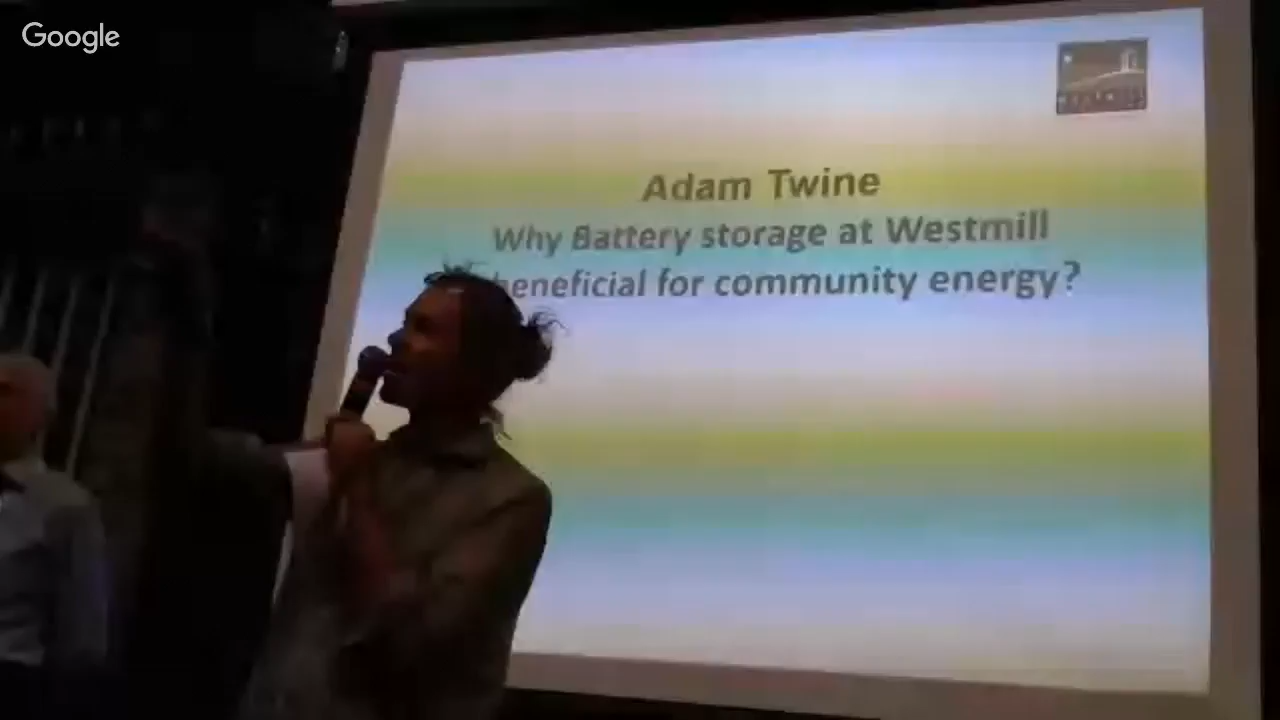 Google
Adam Twine
Why Battery storage at Westmill
beneficial for community energy?